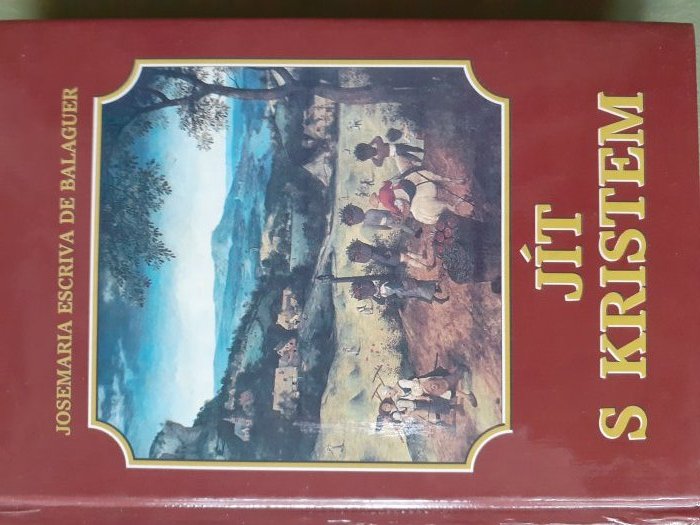 JOSEMARIA ESCRIVA DE BALAGUER
JÍT
S KRISTEM